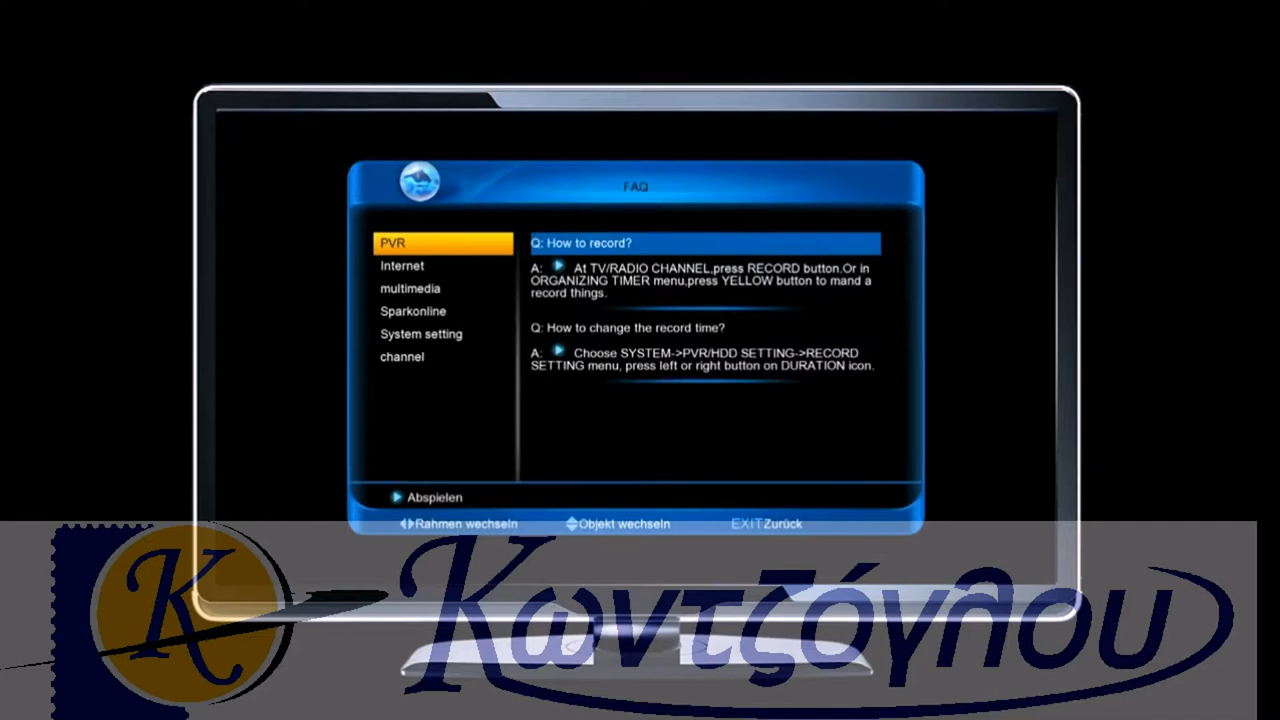 FAQ
PVR
Internet
multimedia
Sparkonline
System setting
channel
Q: How to record?
A: At TV/RADIO CHANNEL,press RECORD button.Or in
ORGANIZING TIMER menu,press YELLOW button to mand a
record things.
Q: How to change the record time?
A: Choose SYSTEM->PVR/HDD SETTING->RECORD
SETTING menu, press left or right button on DURATION icon.
Abspielen
Rahmen wechseln Objekt wechseln EXIT Zurück
K Κωντζόγλου